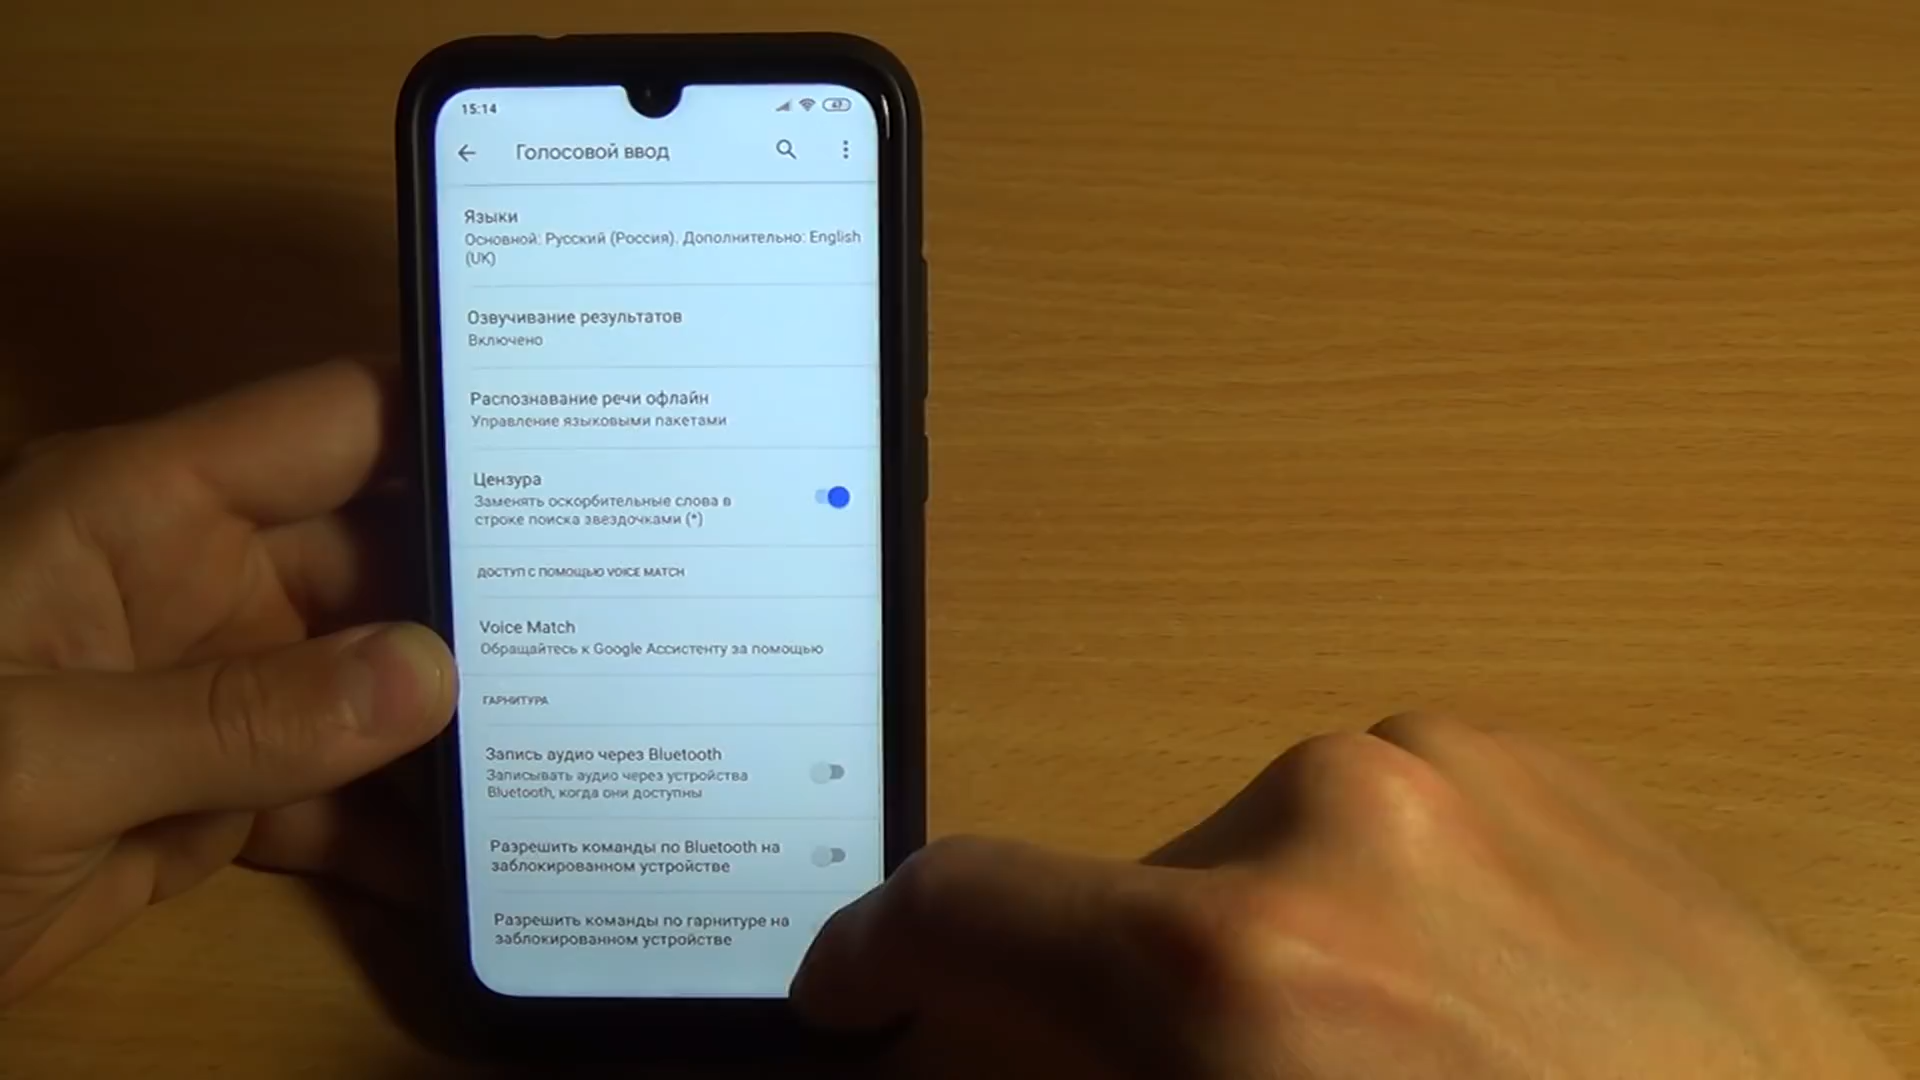 15:14
47
Голосовой ввод
Языки
Основной: Русский (Россия). Дополнительно: English
(UK)
Озвучивание результатов
Включено
Распознавание речи офлайн
Управление языковыми пакетами
Цензура
Заменять оскорбительные слова в
строке поиска звездочками (*)
ДОСТУП С ПОМОЩЬЮ VOICE MATCH
Voice Match
Обращайтесь к Google Ассистенту за помощью
ГАРНИТУРА
Запись аудио через Bluetooth
Записывать аудио через устройства
Bluetooth, когда они доступны
Разрешить команды по Bluetooth на
заблокированном устройстве
Разрешить команды по гарнитуре на
заблокированном устройстве